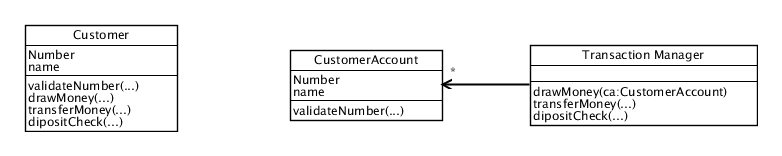 Customer
Number
name
validateNumber(...)
drawMoney(...)
transferMoney(...)
dipositCheck(...)
CustomerAccount
Number
name
validateNumber(...)
*
Transaction Manager
drawMoney(ca:CustomerAccount)
transferMoney(...)
dipositCheck(...)